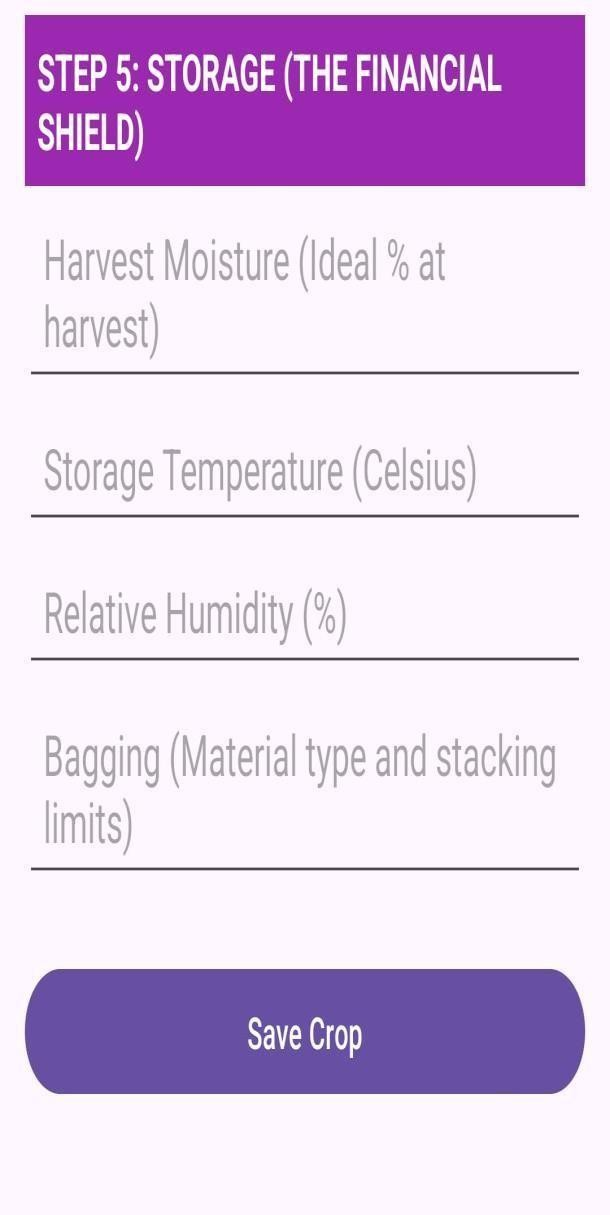 STEP 5: STORAGE (THE FINANCIAL
SHIELD)
Harvest Moisture (Ideal % at
harvest)
Storage Temperature (Celsius)
Relative Humidity (%)
Bagging (Material type and stacking
limits)
Save Crop